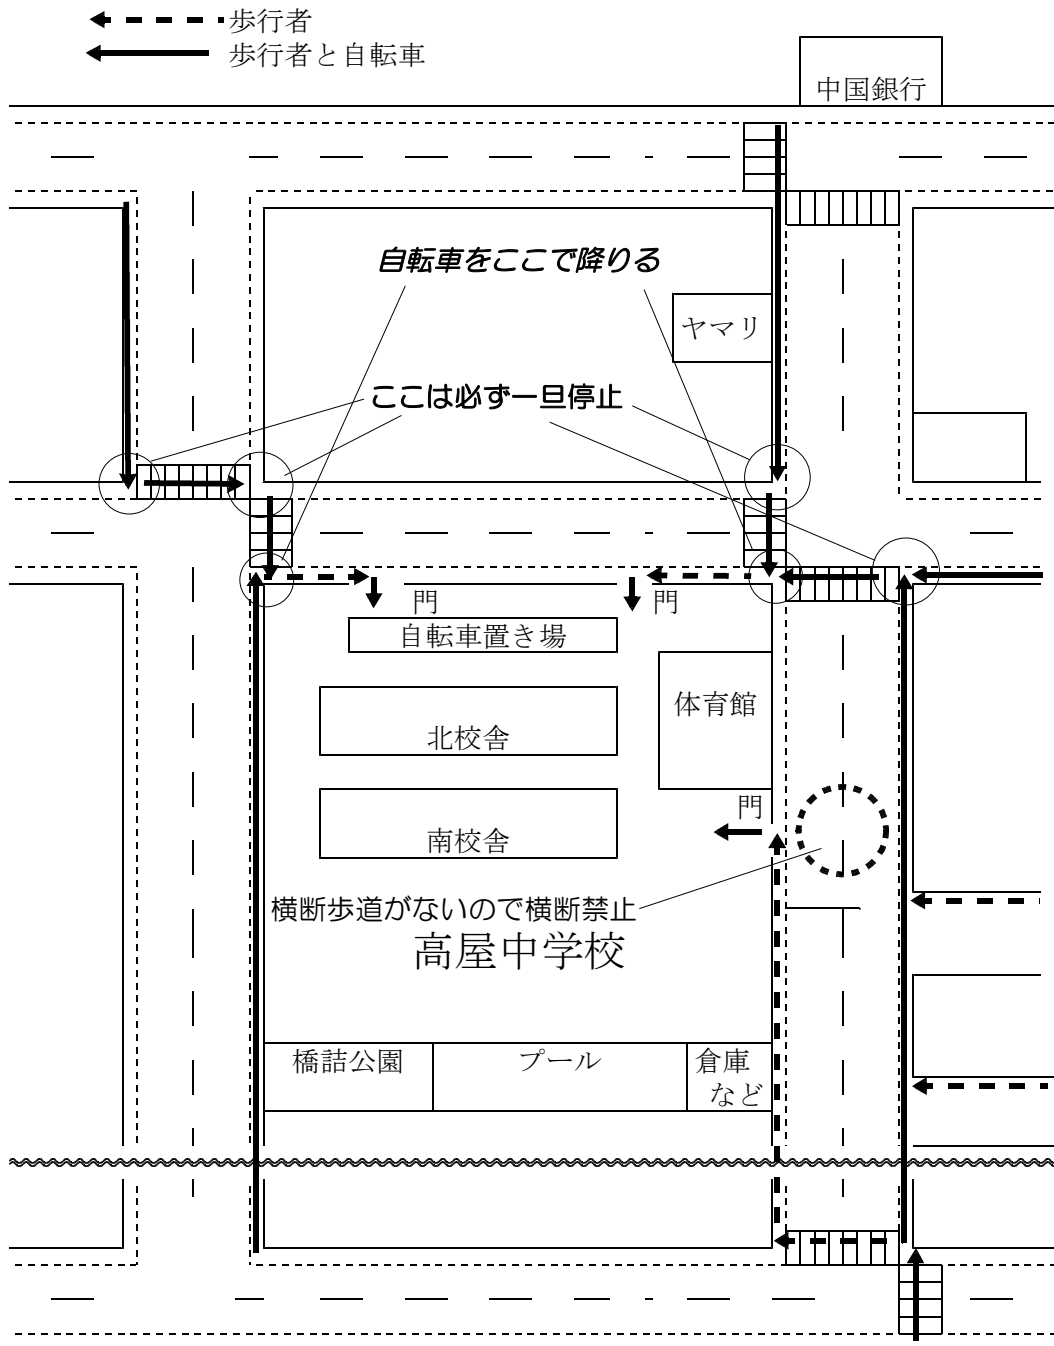 歩行者
歩行者と自転車
中国銀行
自転車をここで降りる
ヤマリ
ここは必ず一旦停止
門
門
自転車置き場
体育館
北校舎
門
南校舎
横断歩道がないので横断禁止
高屋中学校
橋詰公園
プール
倉庫
など